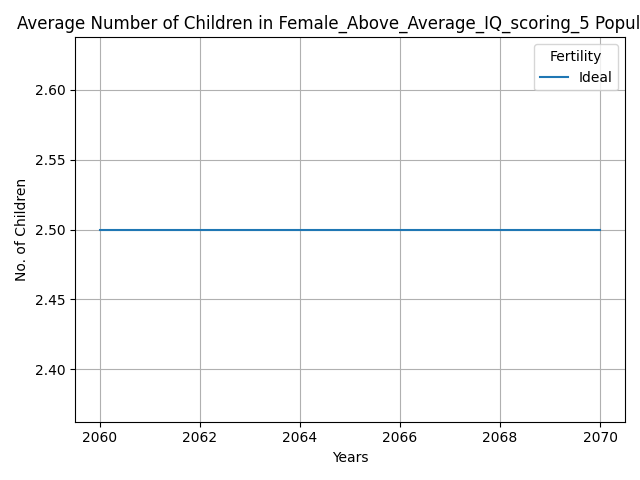 Average Number of Children in Female_Above_Average_IQ_scoring_5 Popul
Fertility
Ideal
2.60
2.55
2.50
2.45
2.40
No. of Children
2060 2062 2064 2066 2068 2070
Years